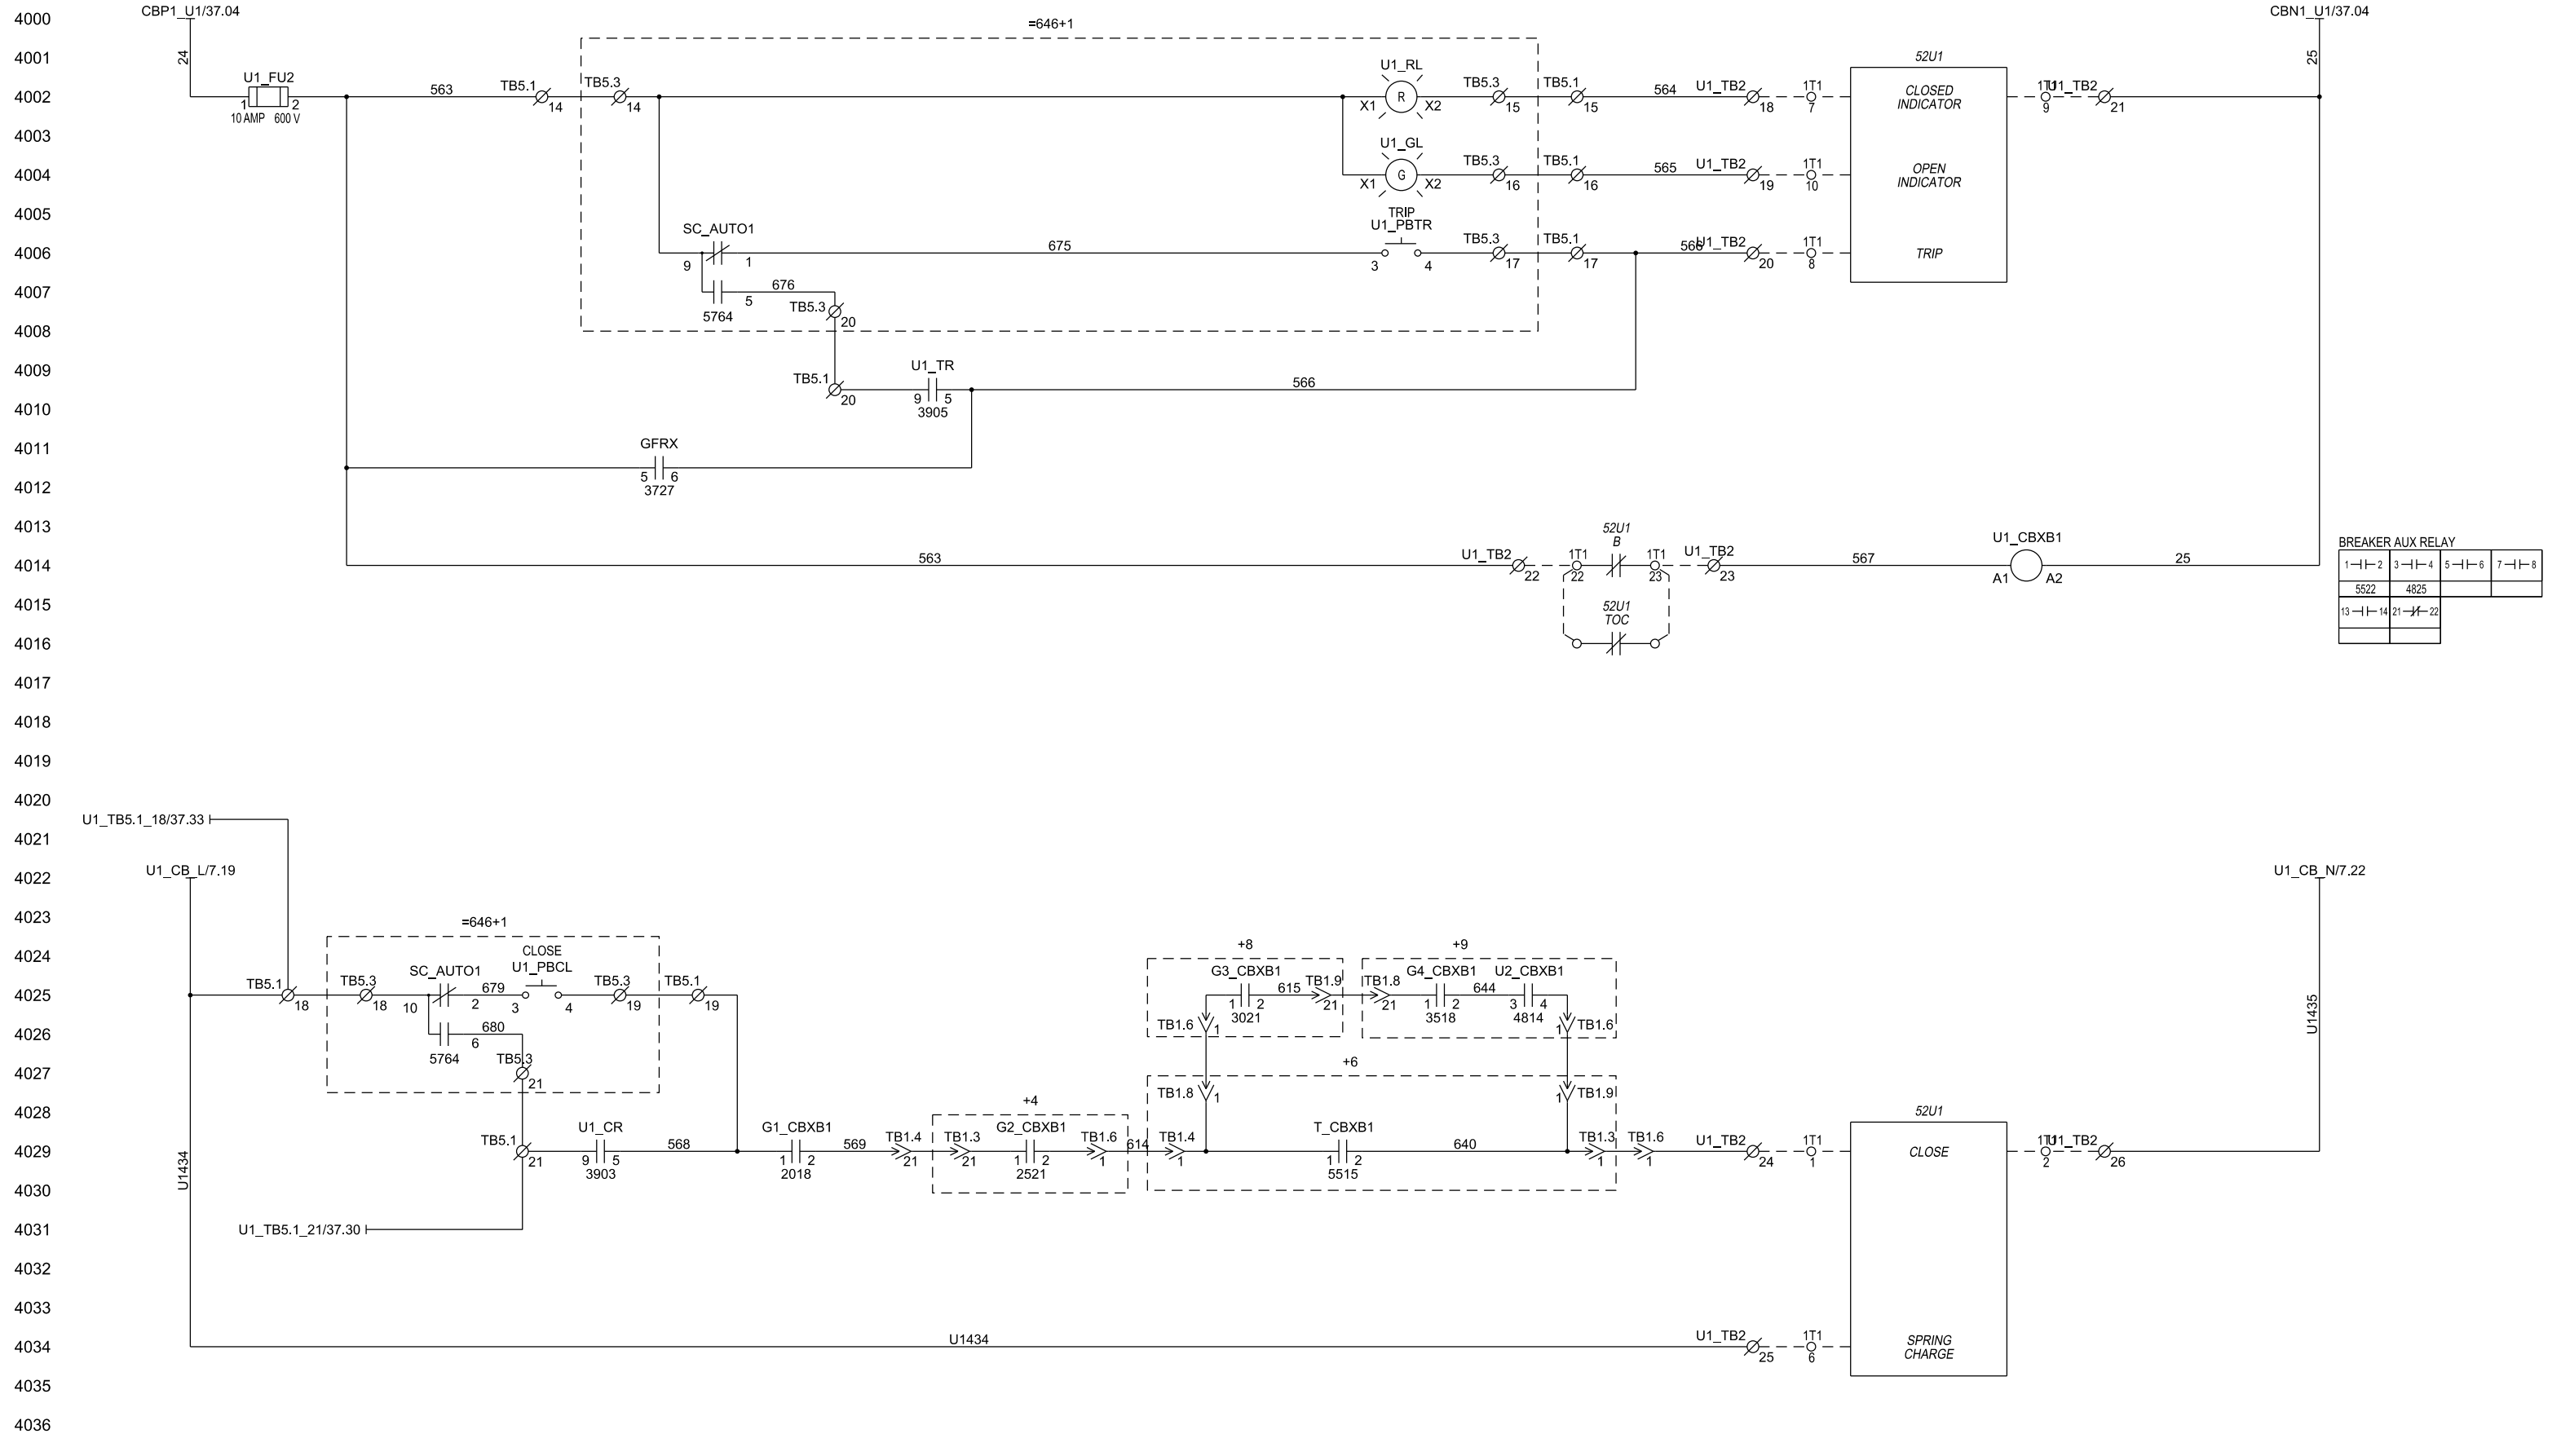 4000 CBP1_U1/37.04 =646+1 CBN1_U1/37.04
24 25
4001 52U1
U1_FU2 U1_RL
4002 1 2 563 TB5.1 14 TB5.3 14 X1 R X2 TB5.3 15 TB5.1 15 564 U1_TB2 18 1T1 7 CLOSED INDICATOR 1T1 9 U1_TB2 21
10 AMP 600 V
4003
U1_GL
4004 X1 G X2 TB5.3 16 TB5.1 16 565 U1_TB2 19 1T1 10 OPEN INDICATOR
4005
TRIP
SC_AUTO1 U1_PBTR
4006 9 1 675 3 4 TB5.3 17 TB5.1 17 566 U1_TB2 20 1T1 8 TRIP
4007 5 676
5764 TB5.3 20
4008
4009 U1_TR
TB5.1 20 9 5 566
4010 3905
4011 GFRX
5 6
4012 3727
4013 52U1
B U1_CBXB1
4014 563 U1_TB2 22 1T1 22 1T1 23 U1_TB2 23 567 A1 A2 25
BREAKER AUX RELAY
1 2 3 4 5 6 7 8
5522 4825
13 14 21 22
4015 52U1
TOC
4016
4017
4018
4019
4020
U1_TB5.1_18/37.33
4021
4022 U1_CB_L/7.19 U1_CB_N/7.22
4023 =646+1
4024 CLOSE +8 +9
SC_AUTO1 U1_PBCL G3_CBXB1 G4_CBXB1 U2_CBXB1
4025 TB5.1 18 TB5.3 18 10 2 679 3 4 TB5.3 19 TB5.1 19 1 2 615 TB1.9 21 TB1.8 21 1 2 644 3 4
3021 3518 4814
U1435
4026 6 680 TB1.6 1 1 TB1.6
5764 TB5.3
4027 21 +6
4028 TB1.8 1 1 TB1.9
+4 52U1
U1_CR G1_CBXB1 G2_CBXB1 T_CBXB1
4029 TB5.1 21 9 5 568 1 2 569 TB1.4 21 TB1.3 21 1 2 TB1.6 1 614 TB1.4 1 1 2 640 TB1.3 1 TB1.6 1 U1_TB2 24 1T1 1 CLOSE 1T1 2 U1_TB2 26
3903 2018 2521 5515
U1434
4030
4031 U1_TB5.1_21/37.30
4032
4033
4034 U1434 U1_TB2 25 1T1 6 SPRING CHARGE
4035
4036